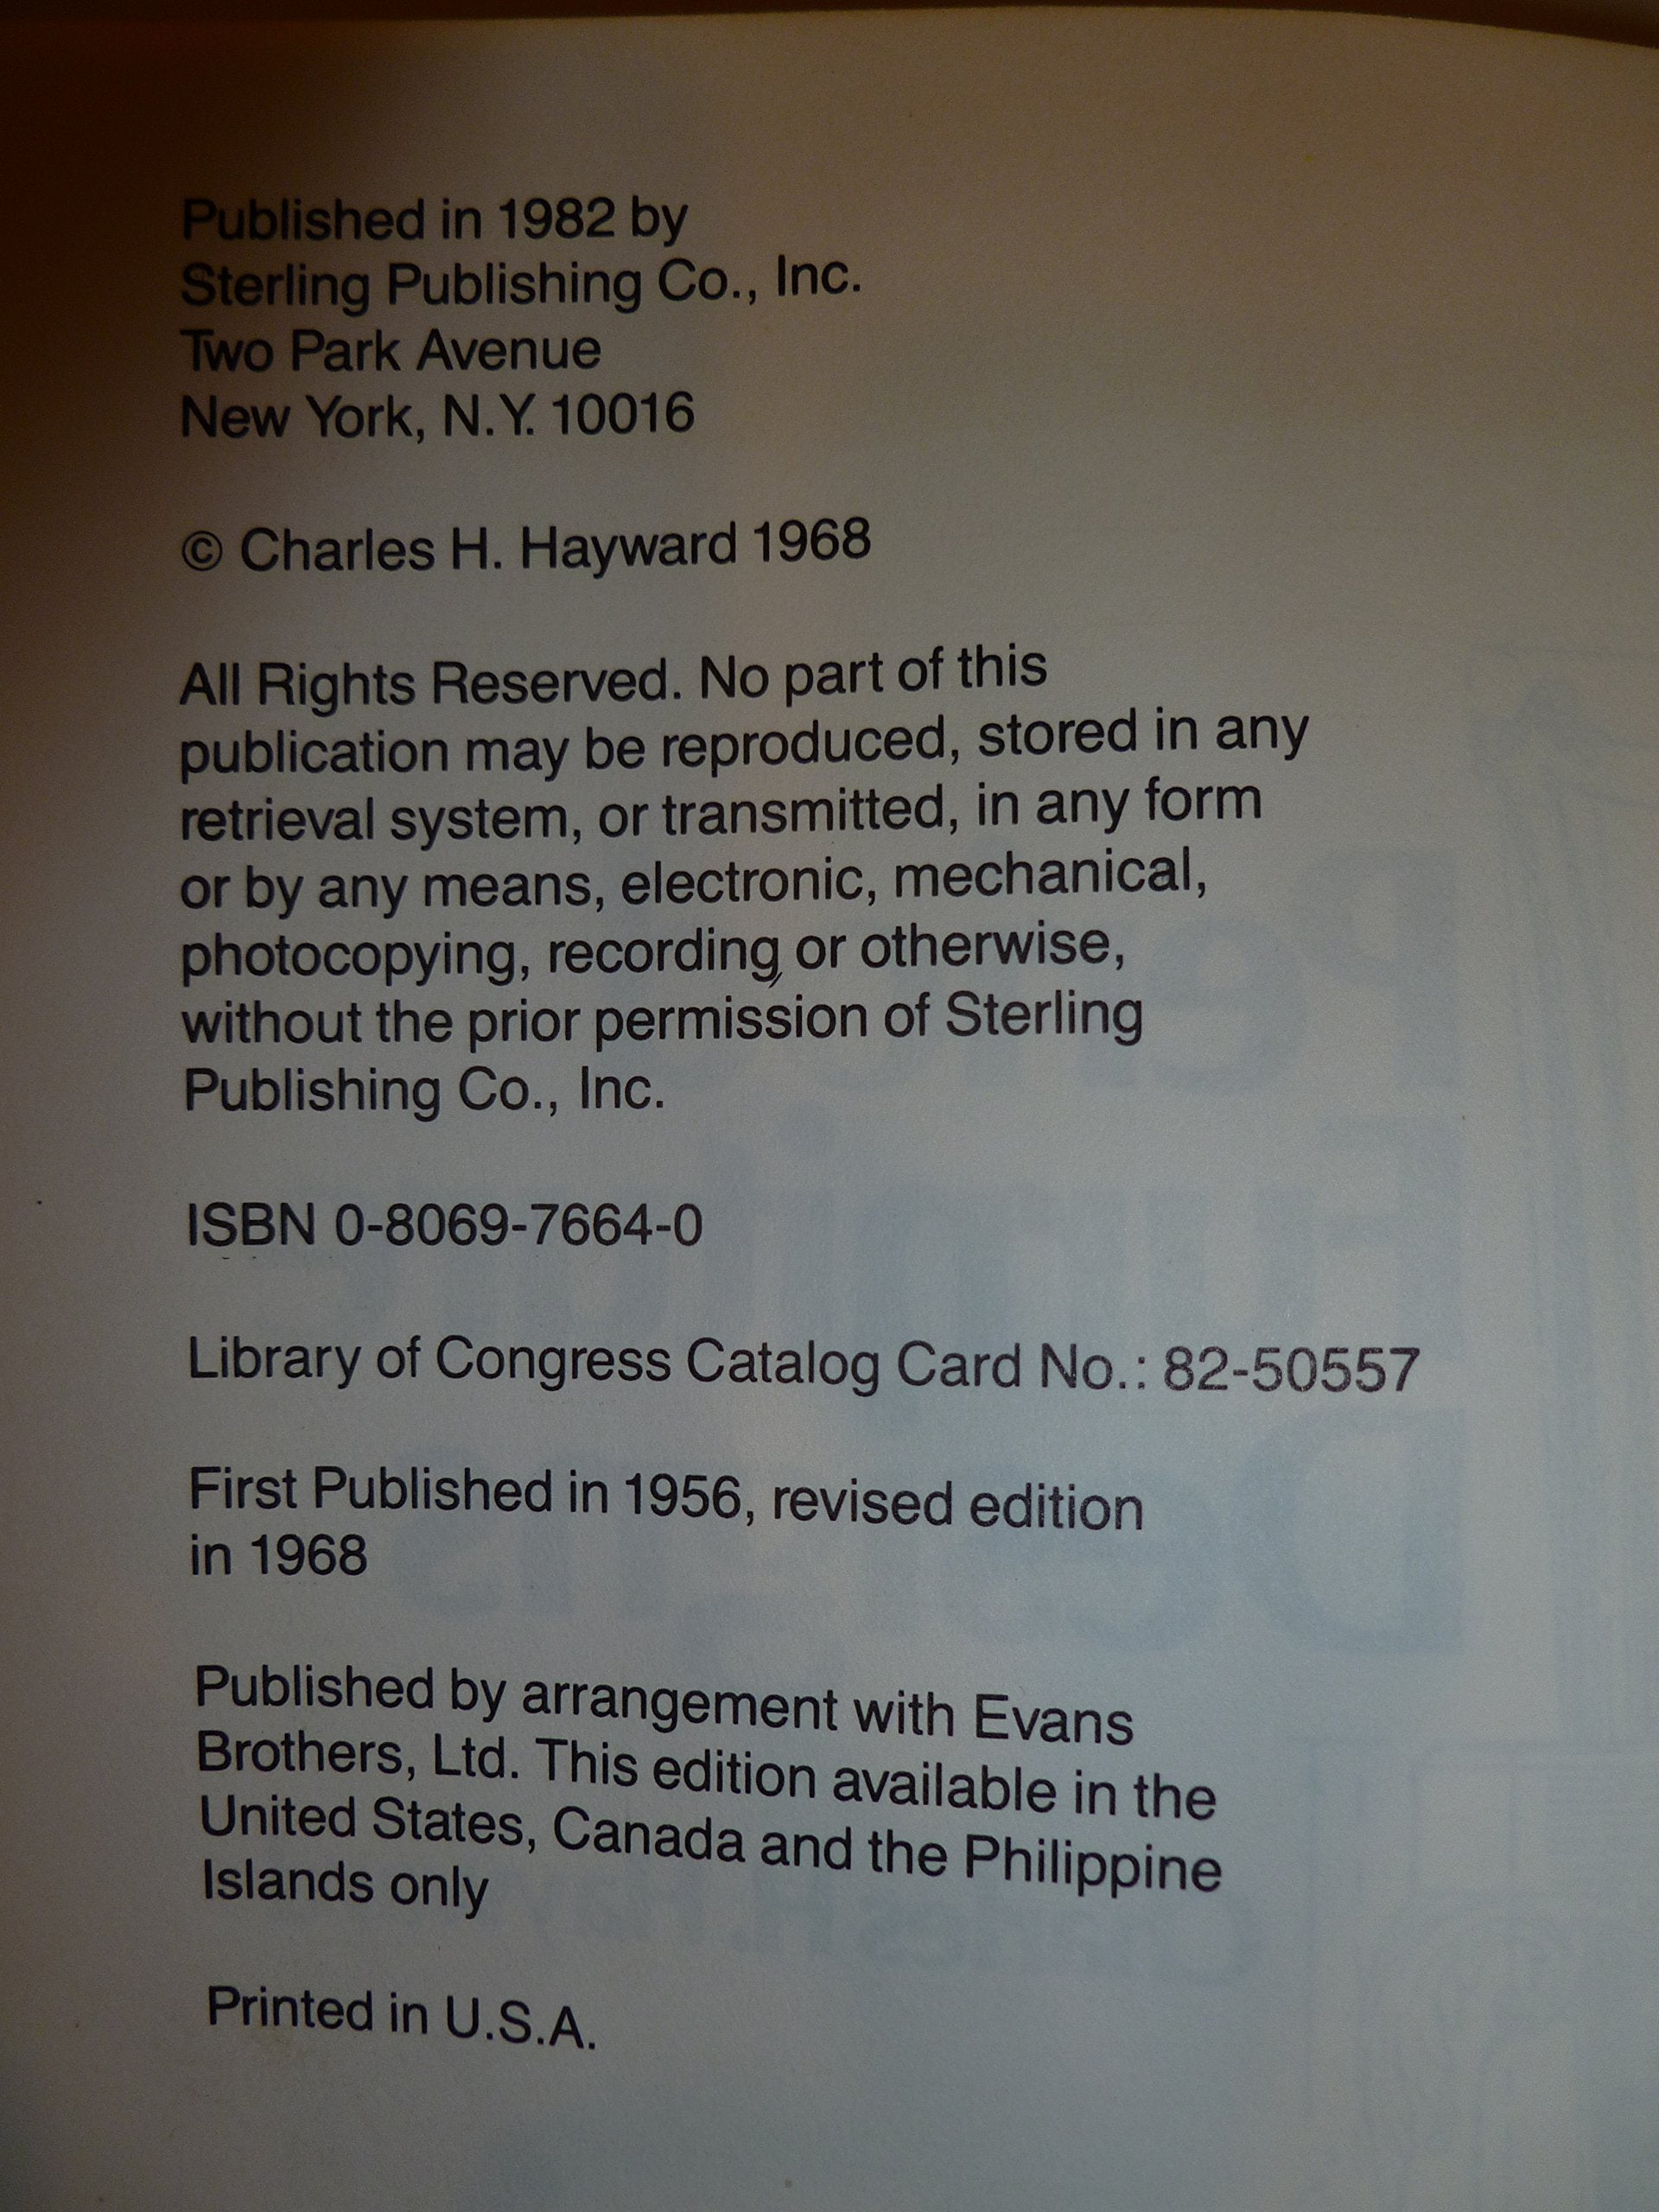 Published in 1982 by
Sterling Publishing Co., Inc.
Two Park Avenue
New York, N.Y. 10016
© Charles H. Hayward 1968
All Rights Reserved. No part of this
publication may be reproduced, stored in any
retrieval system, or transmitted, in any form
or by any means, electronic, mechanical,
photocopying, recording, or otherwise,
without the prior permission of Sterling
Publishing Co., Inc.
ISBN 0-8069-7664-0
Library of Congress Catalog Card No.: 82-50557
First Published in 1956, revised edition
in 1968
Published by arrangement with Evans
Brothers, Ltd. This edition available in the
United States, Canada and the Philippine
Islands only
Printed in U.S.A.